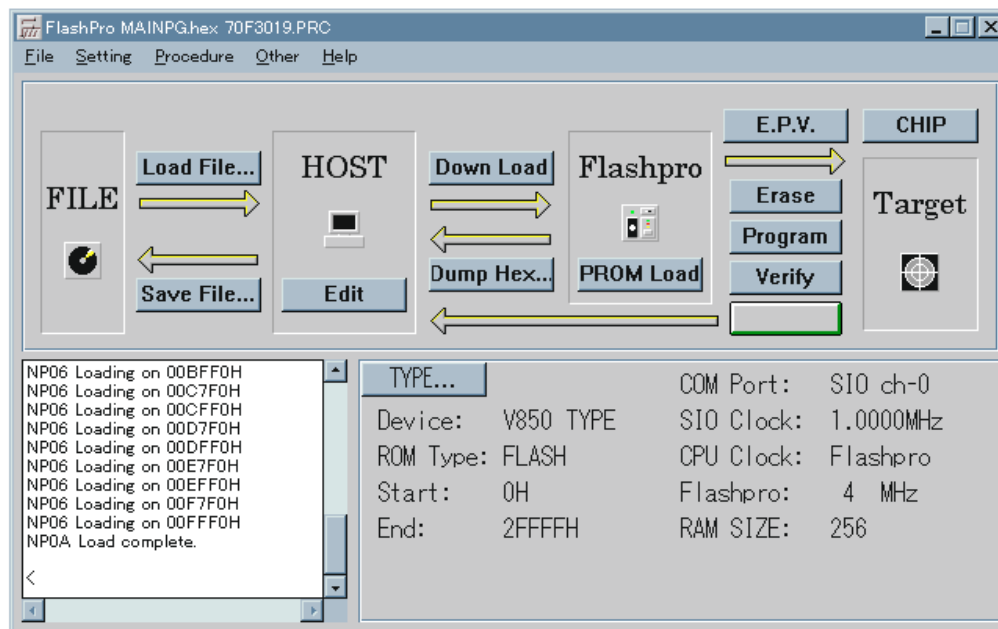 FlashPro MAINPG.hex 70F3019.PRC
File Setting Procedure Other Help
E.P.V.
CHIP
Load File...
HOST
Down Load
Flashpro
FILE
Erase
Target
Program
Save File...
Edit
Dump Hex...
PROM Load
Verify
NP06 Loading on 00BFF0H
NP06 Loading on 00C7F0H
NP06 Loading on 00CFF0H
NP06 Loading on 00D7F0H
NP06 Loading on 00DFF0H
NP06 Loading on 00E7F0H
NP06 Loading on 00EFF0H
NP06 Loading on 00F7F0H
NP06 Loading on 00FFF0H
NP0A Load complete.
<
TYPE...
Device: V850 TYPE
ROM Type: FLASH
Start: 0H
End: 2FFFFH
COM Port: SIO ch-0
SIO Clock: 1.0000MHz
CPU Clock: Flashpro
Flashpro: 4 MHz
RAM SIZE: 256